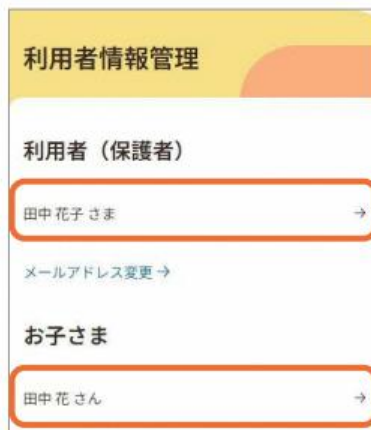 利用者情報管理
利用者（保護者）
田中 花子 さま →
メールアドレス変更 →
お子さま
田中 花 さん →